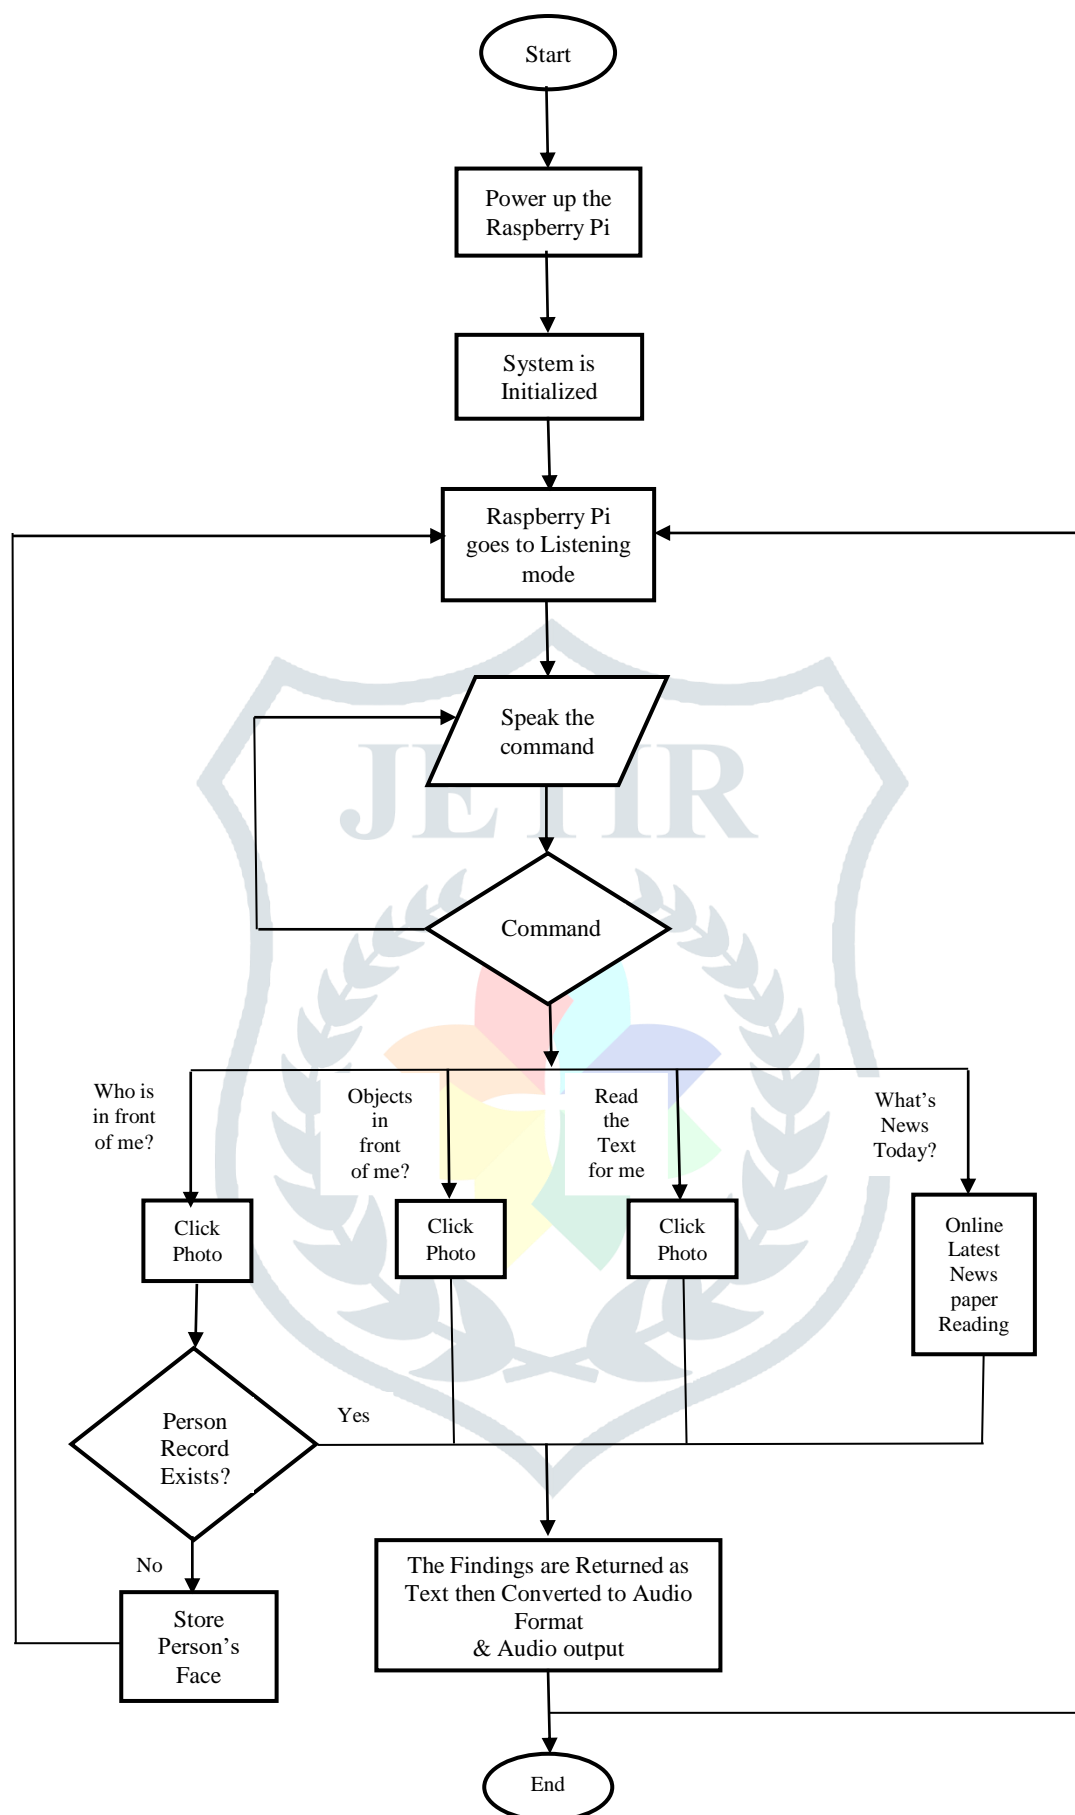 Start
Power up the
Raspberry Pi
System is
Initialized
Raspberry Pi
goes to Listening
mode
JETIR
Speak the
command
Command
Who is
in front
of me?
Objects
in
front
of me?
Read
the
Text
for me
What's
News
Today?
Click
Photo
Click
Photo
Click
Photo
Online
Latest
News
paper
Reading
Person
Record
Exists?
Yes
No
Store
Person's
Face
The Findings are Returned as
Text then Converted to Audio
Format
& Audio output
End